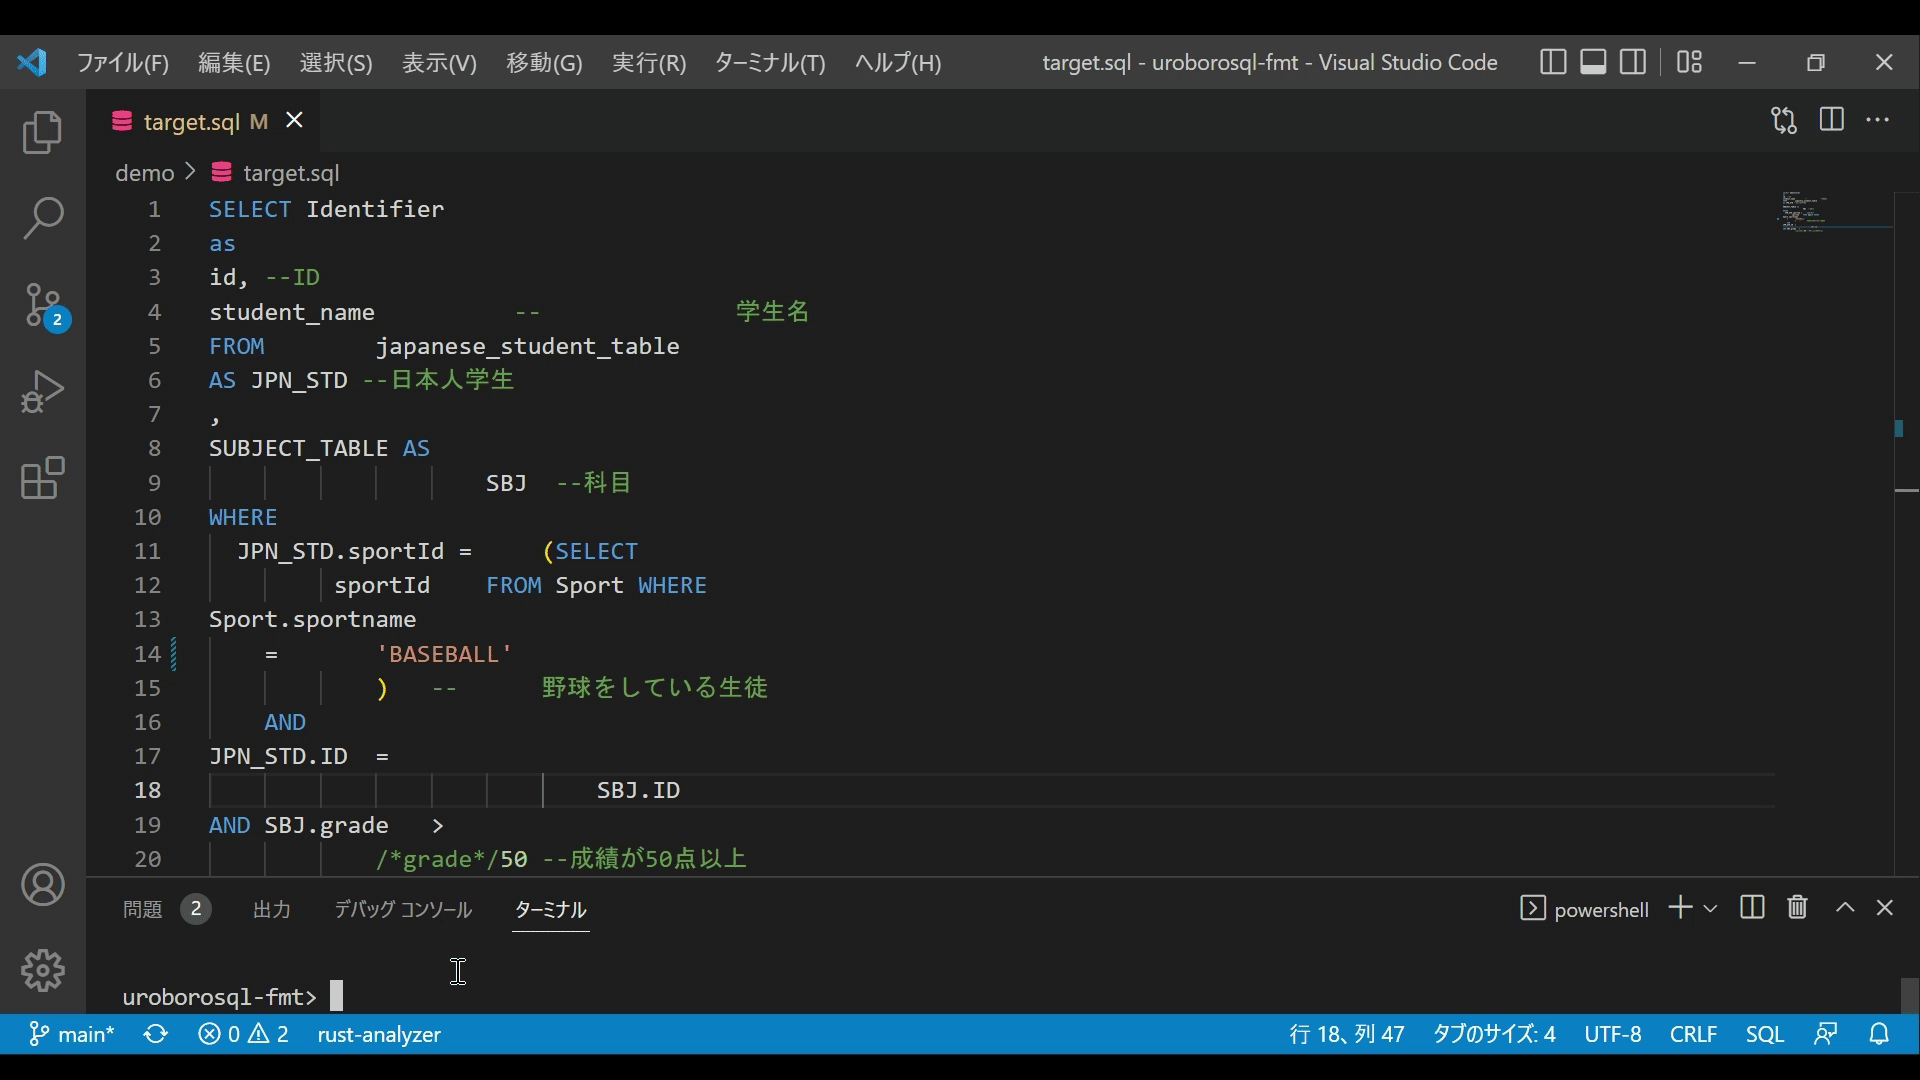 ファイル(F) 編集(E) 選択(S) 表示(V) 移動(G) 実行(R) ターミナル(T) ヘルプ(H) target.sql - uroborosql-fmt - Visual Studio Code
target.sql M
demo > target.sql
1 SELECT Identifier
2 as
3 id, --ID
4 student_name -- 学生名
5 FROM japanese_student_table
6 AS JPN_STD --日本人学生
7 ,
8 SUBJECT_TABLE AS
9 SBJ --科目
10 WHERE
11 JPN_STD.sportId = (SELECT
12 sportId FROM Sport WHERE
13 Sport.sportname
14 = 'BASEBALL'
15 ) -- 野球をしている生徒
16 AND
17 JPN_STD.ID =
18 SBJ.ID
19 AND SBJ.grade >
20 /*grade*/50 --成績が50点以上
2
問題 2 出力 デバッグ コンソール ターミナル powershell
uroborosql-fmt>
main* 0 2 rust-analyzer 行 18、列 47 タブのサイズ: 4 UTF-8 CRLF SQL